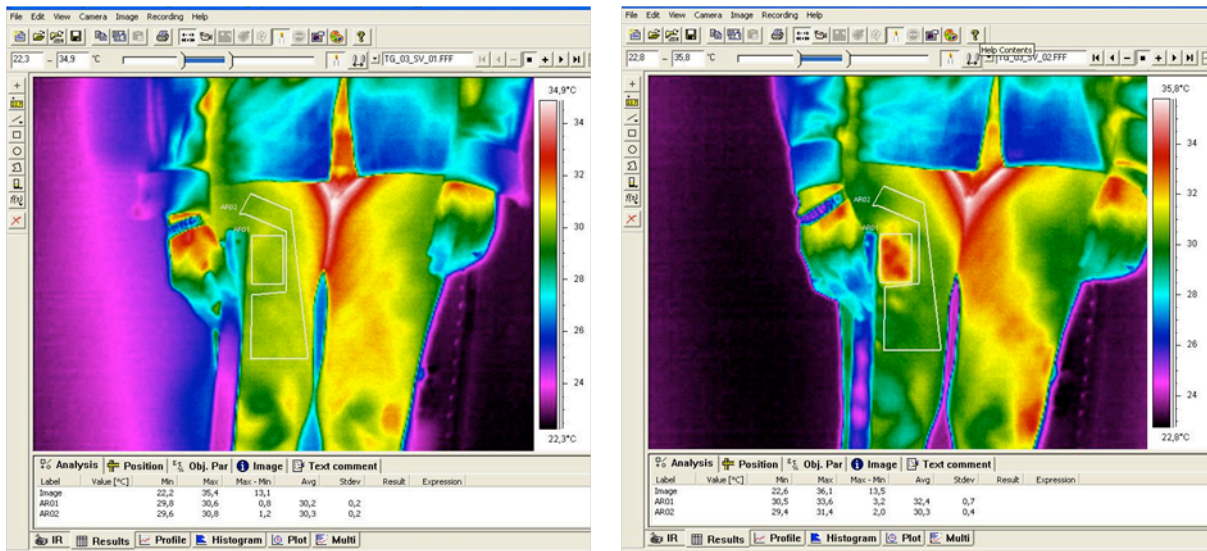 File Edit View Camera Image Recording Help
22,3 – 34,9 °C TG_03_SV_01.FFF
34,9°C
34
32
30
28
26
24
22,3°C
AR02
AR01
Analysis Position Obj. Par Image Text comment
Label Value [°C] Min Max Max - Min Avg Stdev Result Expression
Image 22,2 35,4 13,1
AR01 29,8 30,6 0,8 30,2 0,2
AR02 29,6 30,8 1,2 30,3 0,2
IR Results Profile Histogram Plot Multi
File Edit View Camera Image Recording Help
Help Contents
22,8 – 35,8 °C TG_03_SV_02.FFF
35,8°C
34
32
30
28
26
24
22,8°C
AR02
AR01
Analysis Position Obj. Par Image Text comment
Label Value [°C] Min Max Max - Min Avg Stdev Result Expression
Image 22,6 36,1 13,5
AR01 30,5 33,6 3,2 32,4 0,7
AR02 29,4 31,4 2,0 30,3 0,4
IR Results Profile Histogram Plot Multi